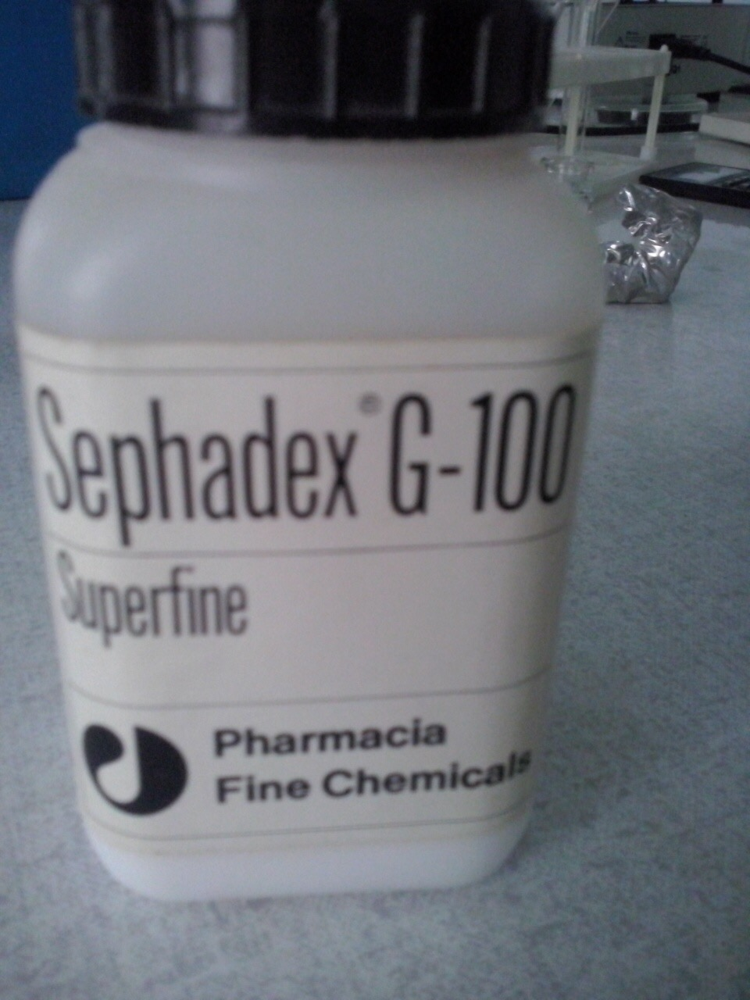 Sephadex® G-100
Superfine
Pharmacia
Fine Chemicals